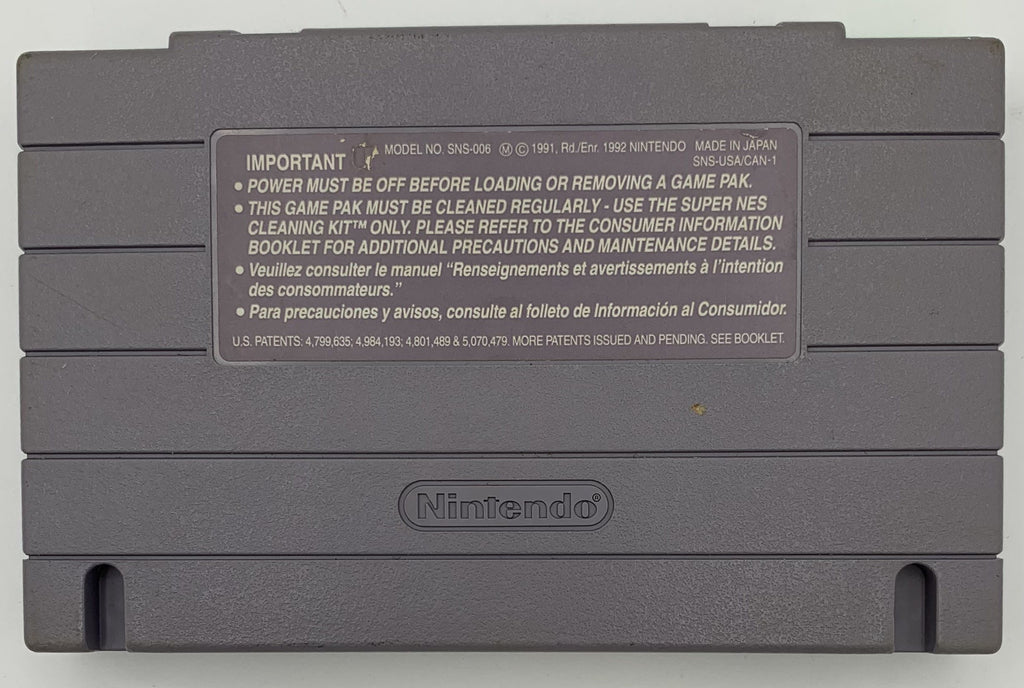 IMPORTANT MODEL NO. SNS-006 Ⓜ © 1991, Rd./Enr. 1992 NINTENDO MADE IN JAPAN
SNS-USA/CAN-1
• POWER MUST BE OFF BEFORE LOADING OR REMOVING A GAME PAK.
• THIS GAME PAK MUST BE CLEANED REGULARLY - USE THE SUPER NES
CLEANING KIT™ ONLY. PLEASE REFER TO THE CONSUMER INFORMATION
BOOKLET FOR ADDITIONAL PRECAUTIONS AND MAINTENANCE DETAILS.
• Veuillez consulter le manuel “Renseignements et avertissements à l’intention
des consommateurs.”
• Para precauciones y avisos, consulte al folleto de Información al Consumidor.
U.S. PATENTS: 4,799,635; 4,984,193; 4,801,489 & 5,070,479. MORE PATENTS ISSUED AND PENDING. SEE BOOKLET.
Nintendo®